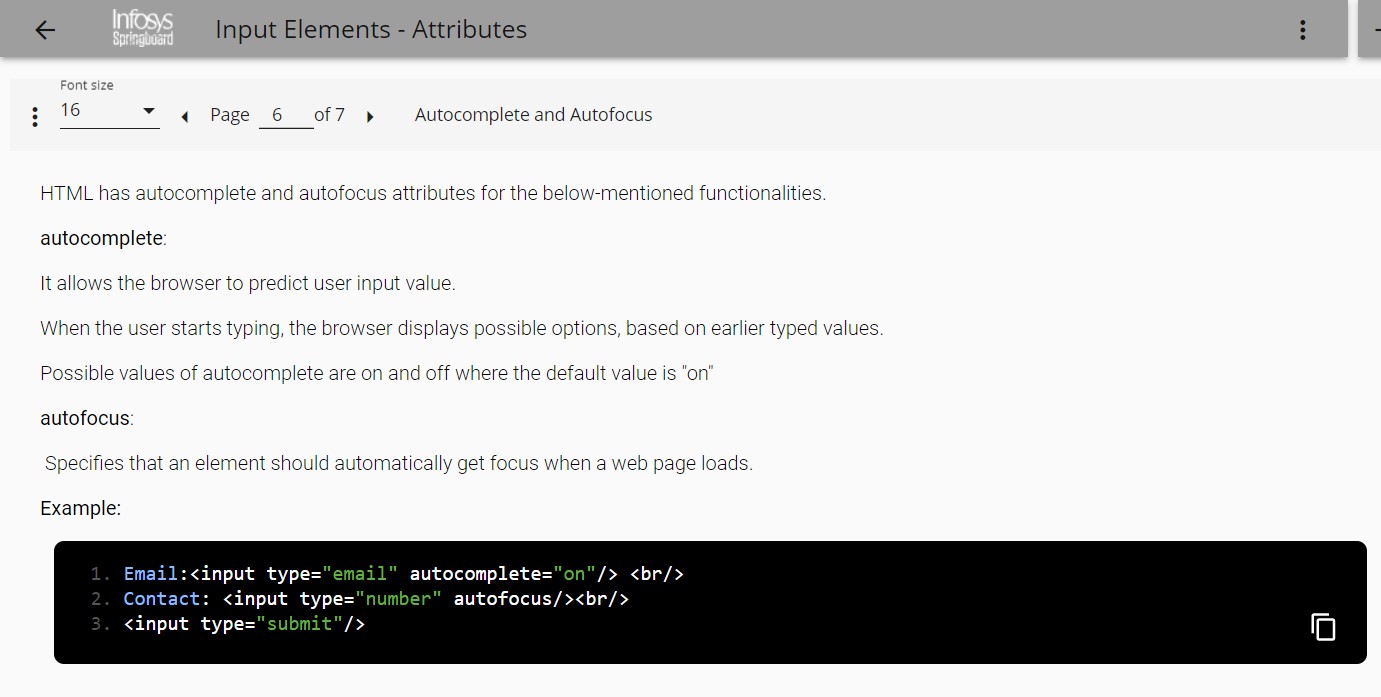 Infosys
Springboard
Input Elements - Attributes
Font size
16
Page 6 of 7
Autocomplete and Autofocus
HTML has autocomplete and autofocus attributes for the below-mentioned functionalities.
autocomplete:
It allows the browser to predict user input value.
When the user starts typing, the browser displays possible options, based on earlier typed values.
Possible values of autocomplete are on and off where the default value is "on"
autofocus:
Specifies that an element should automatically get focus when a web page loads.
Example:
1. Email:<input type="email" autocomplete="on"/> <br/>
2. Contact: <input type="number" autofocus/><br/>
3. <input type="submit"/>